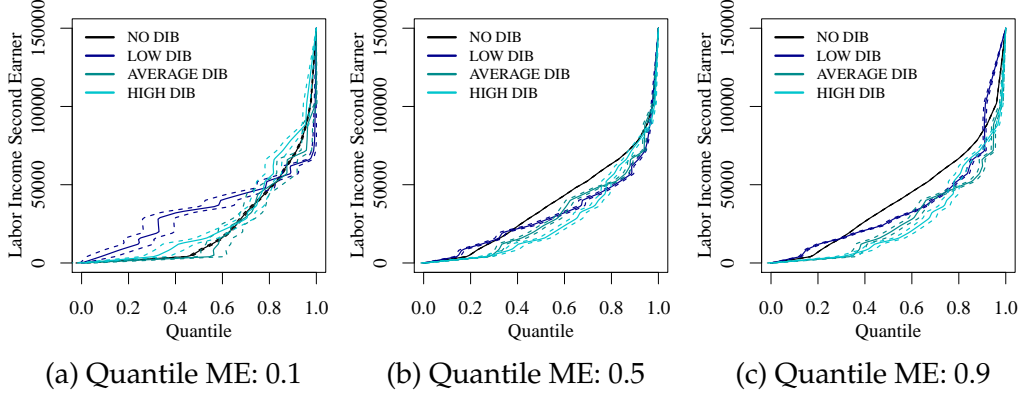 Labor Income Second Earner
0 50000 100000 150000
NO DIB
LOW DIB
AVERAGE DIB
HIGH DIB
0.0 0.2 0.4 0.6 0.8 1.0
Quantile
(a) Quantile ME: 0.1
Labor Income Second Earner
0 50000 100000 150000
NO DIB
LOW DIB
AVERAGE DIB
HIGH DIB
0.0 0.2 0.4 0.6 0.8 1.0
Quantile
(b) Quantile ME: 0.5
Labor Income Second Earner
0 50000 100000 150000
NO DIB
LOW DIB
AVERAGE DIB
HIGH DIB
0.0 0.2 0.4 0.6 0.8 1.0
Quantile
(c) Quantile ME: 0.9